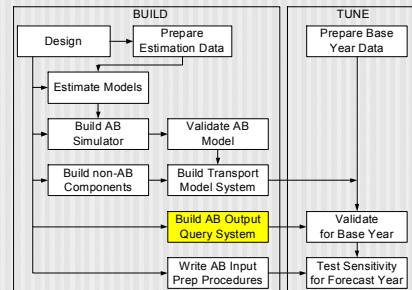 BUILD
TUNE
Design
Prepare
Estimation Data
Prepare Base
Year Data
Estimate Models
Build AB
Simulator
Validate AB
Model
Build non-AB
Components
Build Transport
Model System
Build AB Output
Query System
Validate
for Base Year
Write AB Input
Prep Procedures
Test Sensitivity
for Forecast Year